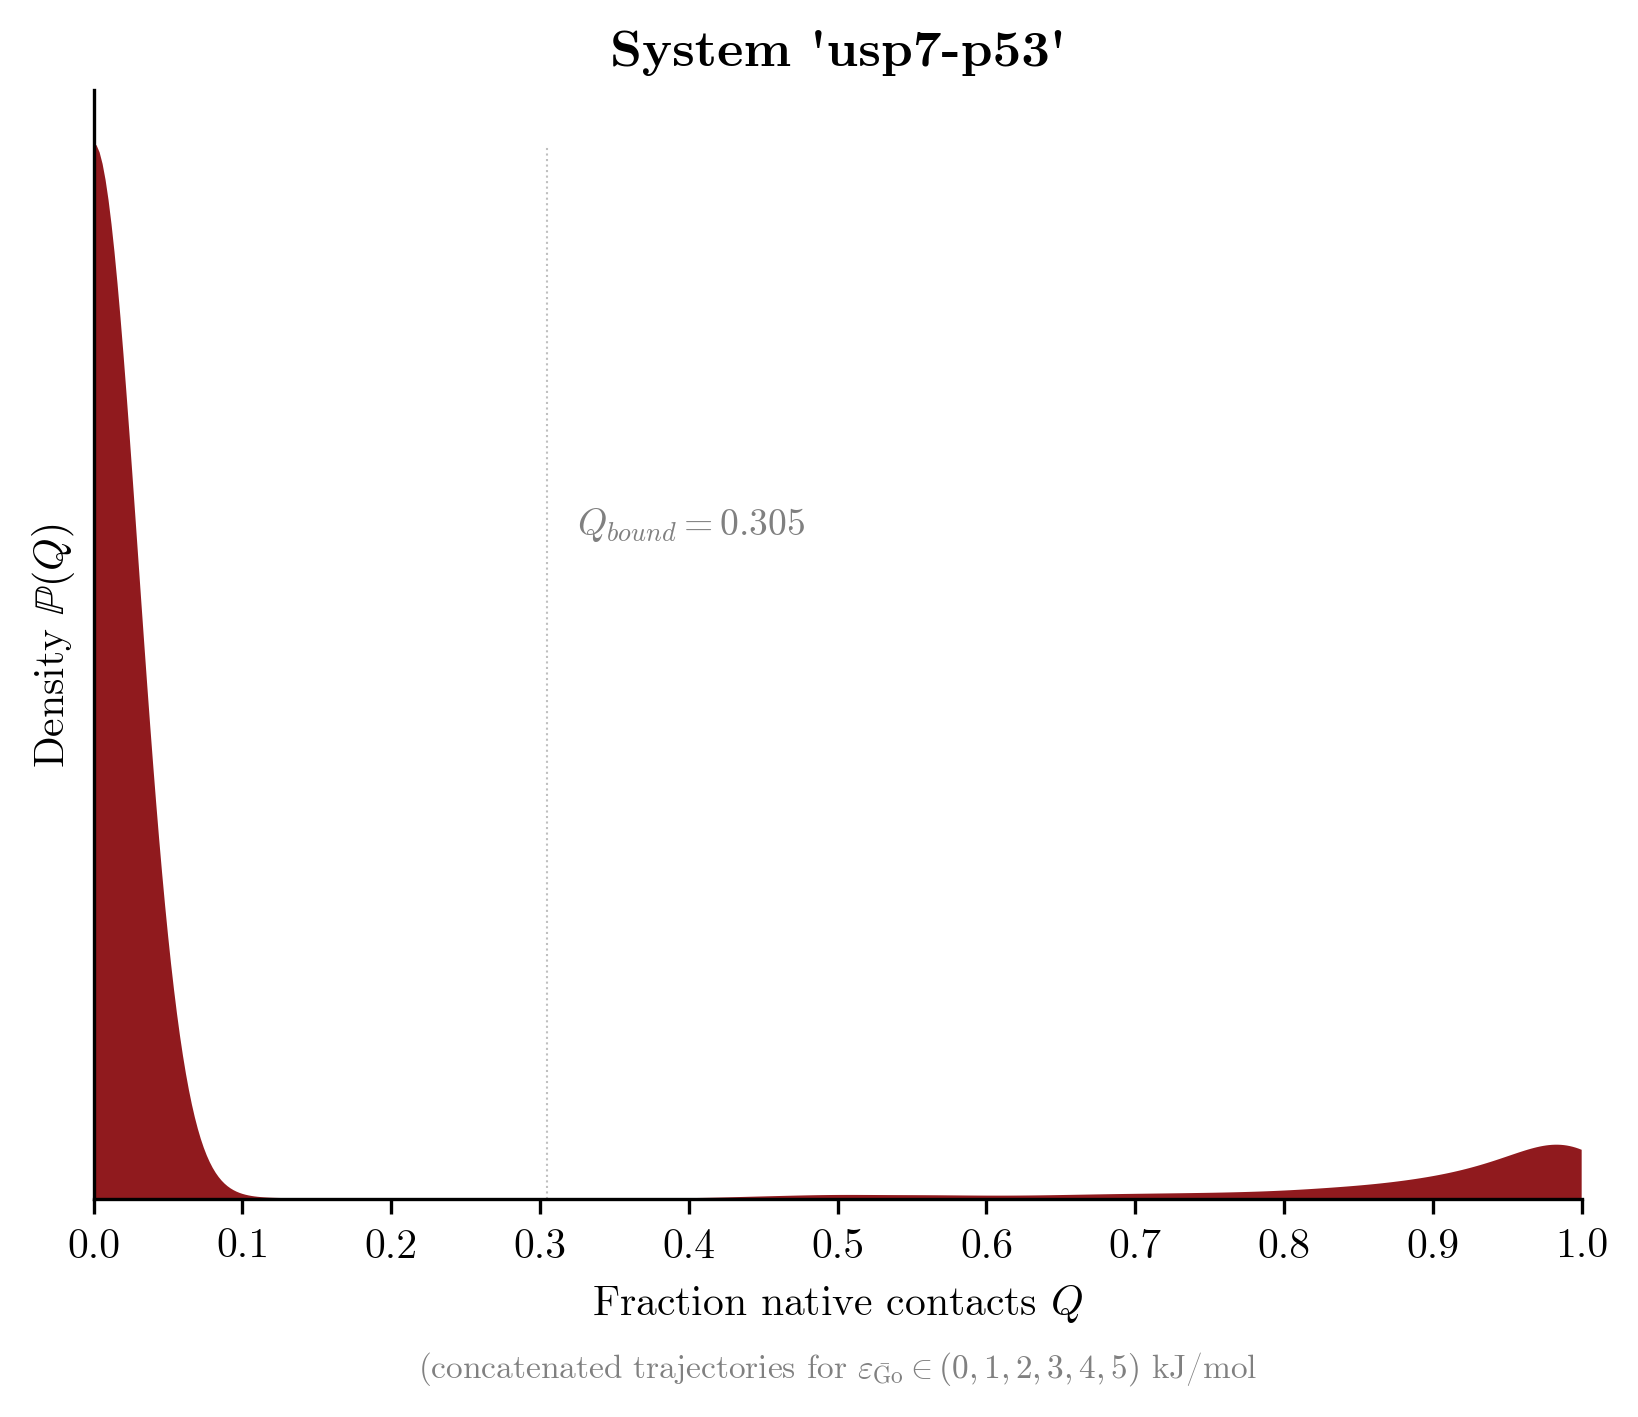 System 'usp7-p53'
Density ℙ(Q)
Q_bound = 0.305
0.0 0.1 0.2 0.3 0.4 0.5 0.6 0.7 0.8 0.9 1.0
Fraction native contacts Q
(concatenated trajectories for ε_Ḡo ∈ (0, 1, 2, 3, 4, 5) kJ/mol